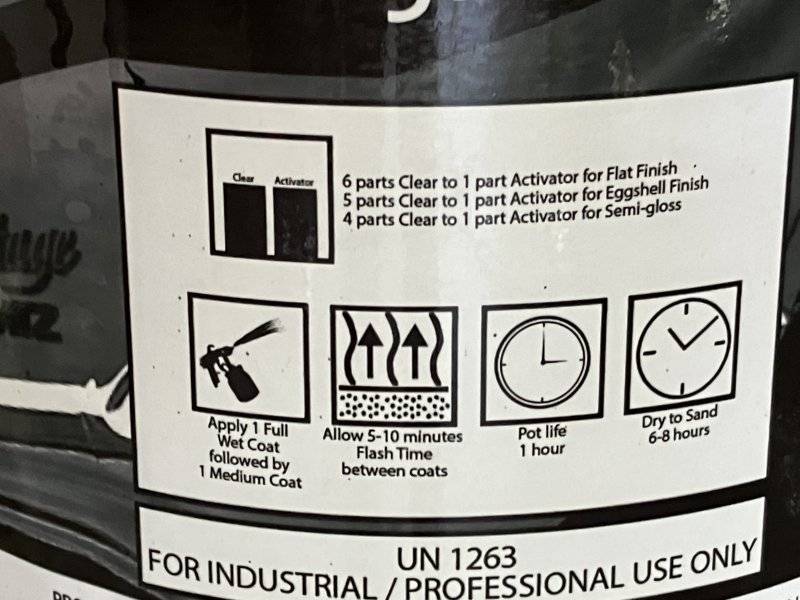 Clear Activator
6 parts Clear to 1 part Activator for Flat Finish
5 parts Clear to 1 part Activator for Eggshell Finish
4 parts Clear to 1 part Activator for Semi-gloss
Apply 1 Full
Wet Coat
followed by
1 Medium Coat
Allow 5-10 minutes
Flash Time
between coats
Pot life
1 hour
Dry to Sand
6-8 hours
UN 1263
FOR INDUSTRIAL / PROFESSIONAL USE ONLY